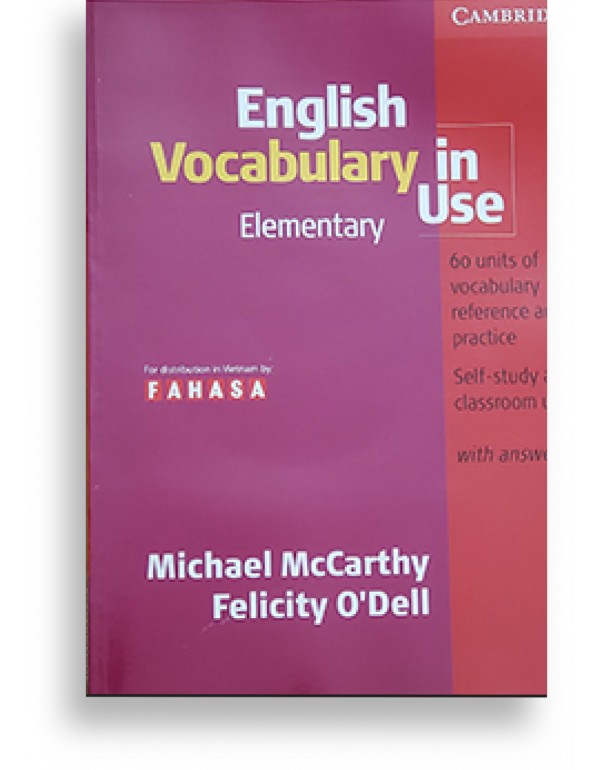 CAMBRID
English
Vocabulary in
Use
Elementary
60 units of
vocabulary
reference a
practice
Self-study a
classroom u
with answe
For distribution in Vietnam by:
FAHASA
Michael McCarthy
Felicity O'Dell